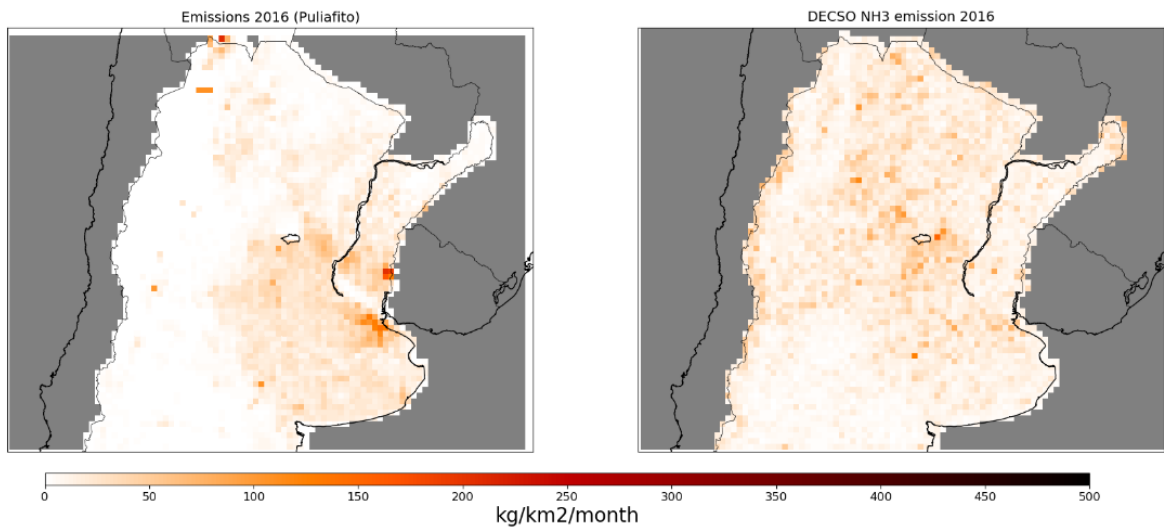 Emissions 2016 (Puliafito)
DECSO NH3 emission 2016
0 50 100 150 200 250 300 350 400 450 500
kg/km2/month